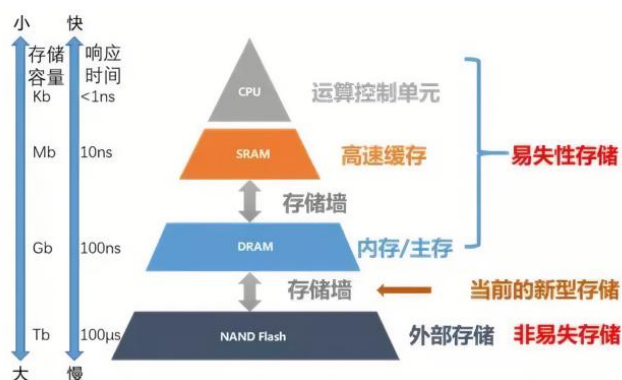 小 快
存储容量 响应时间
Kb <1ns CPU 运算控制单元
Mb 10ns SRAM 高速缓存 易失性存储
存储墙
Gb 100ns DRAM 内存/主存
存储墙 当前的新型存储
Tb 100μs NAND Flash 外部存储 非易失存储
大 慢